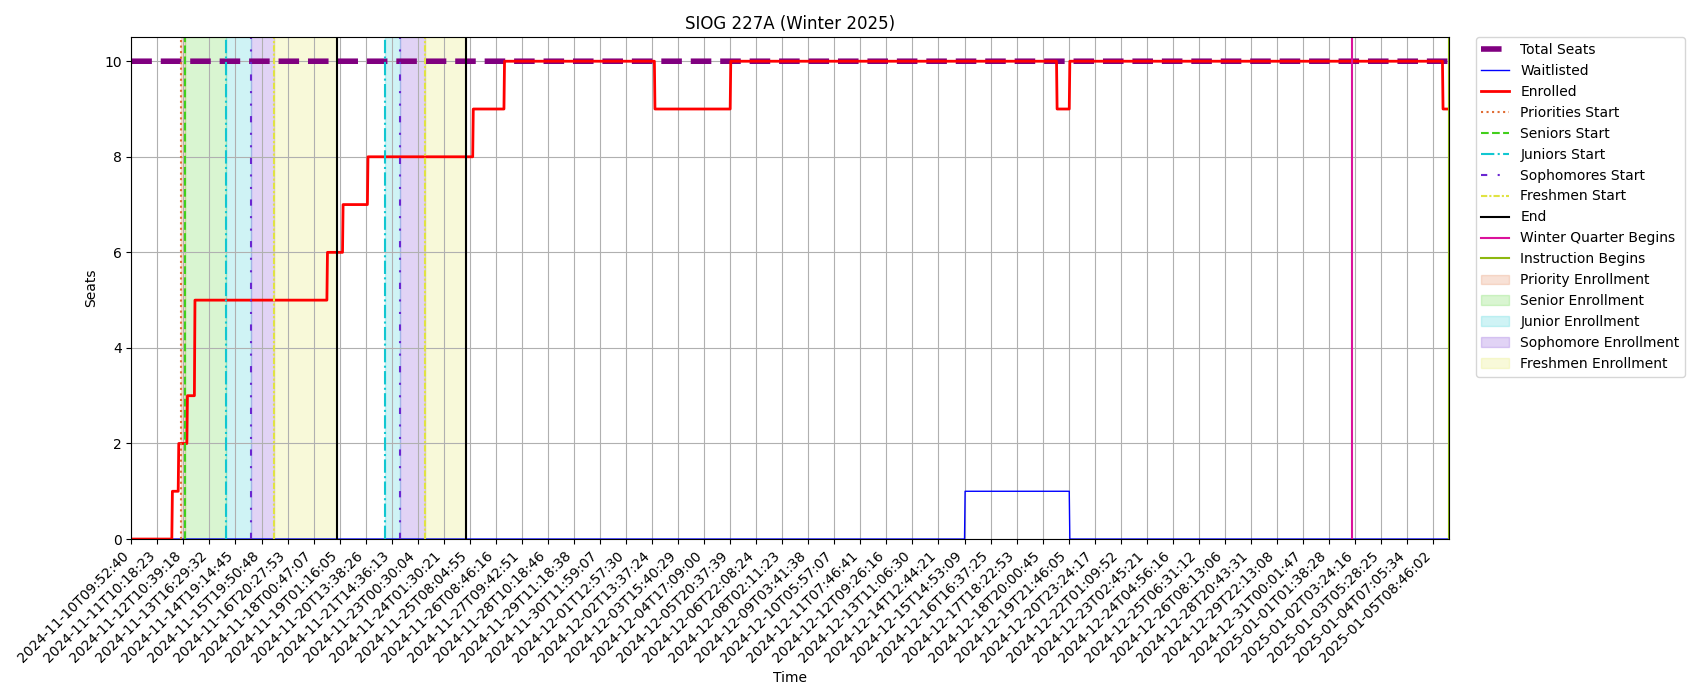 SIOG 227A (Winter 2025)
Seats
10
8
6
4
2
0
2024-11-10T09:52:40
2024-11-11T10:18:23
2024-11-12T10:39:18
2024-11-13T16:29:32
2024-11-14T19:14:45
2024-11-15T19:50:48
2024-11-16T20:27:53
2024-11-18T00:47:07
2024-11-19T01:16:05
2024-11-20T13:38:26
2024-11-21T14:36:13
2024-11-23T00:30:04
2024-11-24T01:30:21
2024-11-25T08:04:55
2024-11-26T08:46:16
2024-11-27T09:42:51
2024-11-28T10:18:46
2024-11-29T11:18:38
2024-11-30T11:59:07
2024-12-01T12:57:30
2024-12-02T13:37:24
2024-12-03T15:40:29
2024-12-04T17:09:00
2024-12-05T20:37:39
2024-12-06T22:08:24
2024-12-08T02:11:23
2024-12-09T03:41:38
2024-12-10T05:57:07
2024-12-11T07:46:41
2024-12-12T09:26:16
2024-12-13T11:06:30
2024-12-14T12:44:21
2024-12-15T14:53:09
2024-12-16T16:37:25
2024-12-17T18:22:53
2024-12-18T20:00:45
2024-12-19T21:46:05
2024-12-20T23:24:17
2024-12-22T01:09:52
2024-12-23T02:45:21
2024-12-24T04:56:16
2024-12-25T06:31:12
2024-12-26T08:13:06
2024-12-28T20:43:31
2024-12-29T22:13:08
2024-12-31T00:01:47
2025-01-01T01:38:28
2025-01-02T03:24:16
2025-01-03T05:28:25
2025-01-04T07:05:34
2025-01-05T08:46:02
Time
Total Seats
Waitlisted
Enrolled
Priorities Start
Seniors Start
Juniors Start
Sophomores Start
Freshmen Start
End
Winter Quarter Begins
Instruction Begins
Priority Enrollment
Senior Enrollment
Junior Enrollment
Sophomore Enrollment
Freshmen Enrollment